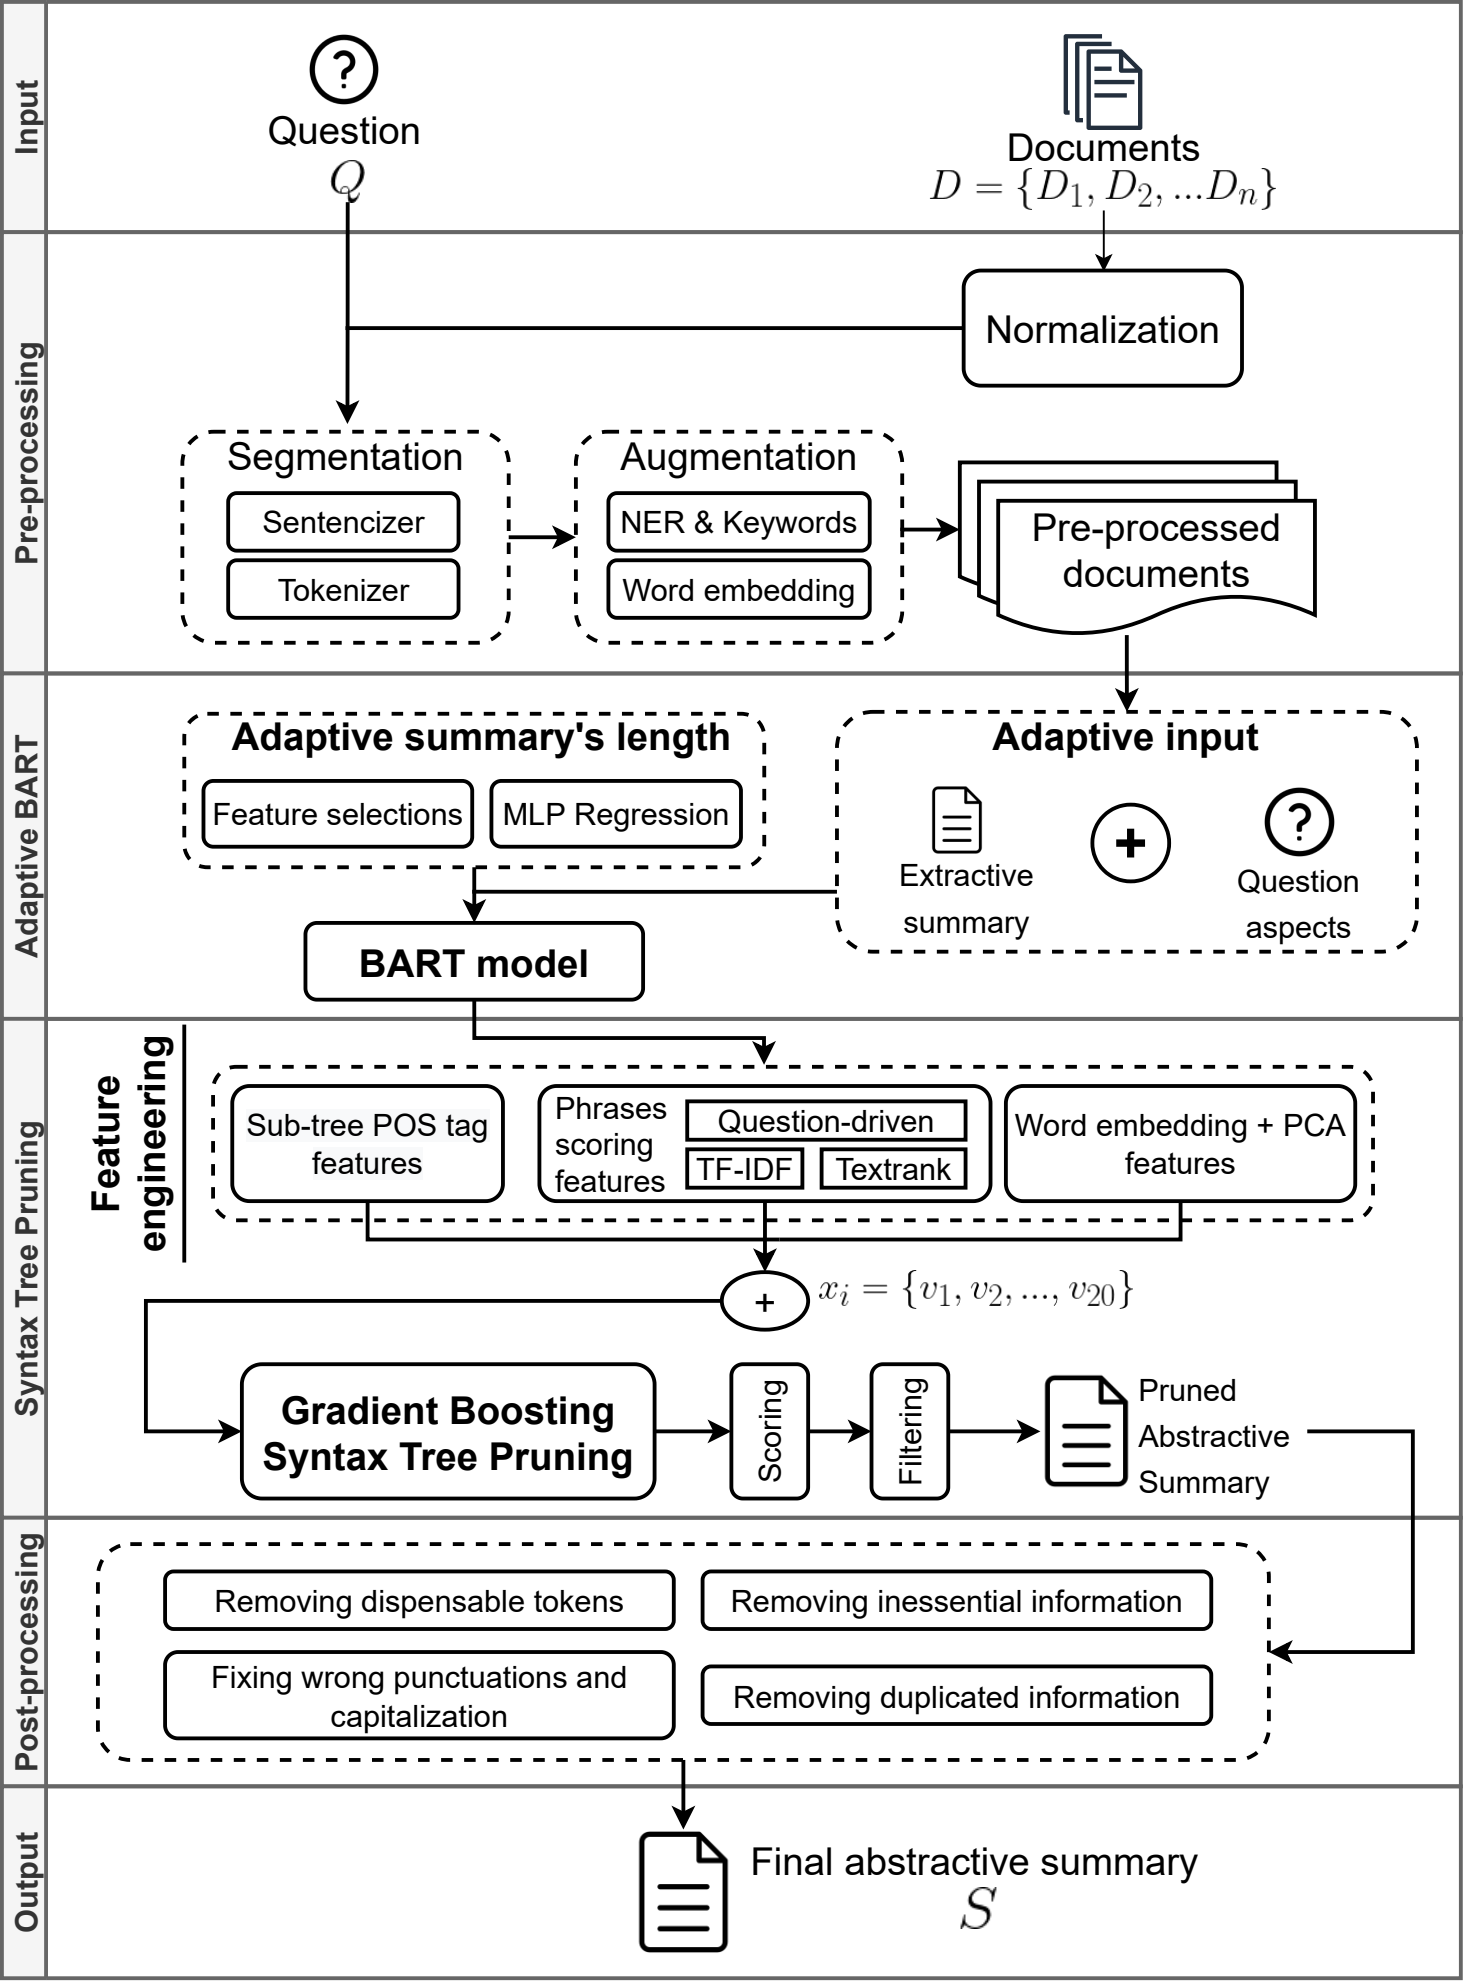 Input
Question
Q
Documents
D = {D1, D2, ...Dn}
Pre-processing
Normalization
Segmentation
Sentencizer
Tokenizer
Augmentation
NER & Keywords
Word embedding
Pre-processed
documents
Adaptive BART
Adaptive summary's length
Feature selections
MLP Regression
Adaptive input
Extractive
summary
+
Question
aspects
BART model
Syntax Tree Pruning
Feature
engineering
Sub-tree POS tag
features
Phrases
scoring
features
Question-driven
TF-IDF
Textrank
Word embedding + PCA
features
+
xi = {v1, v2, ..., v20}
Gradient Boosting
Syntax Tree Pruning
Scoring
Filtering
Pruned
Abstractive
Summary
Post-processing
Removing dispensable tokens
Removing inessential information
Fixing wrong punctuations and
capitalization
Removing duplicated information
Output
Final abstractive summary
S